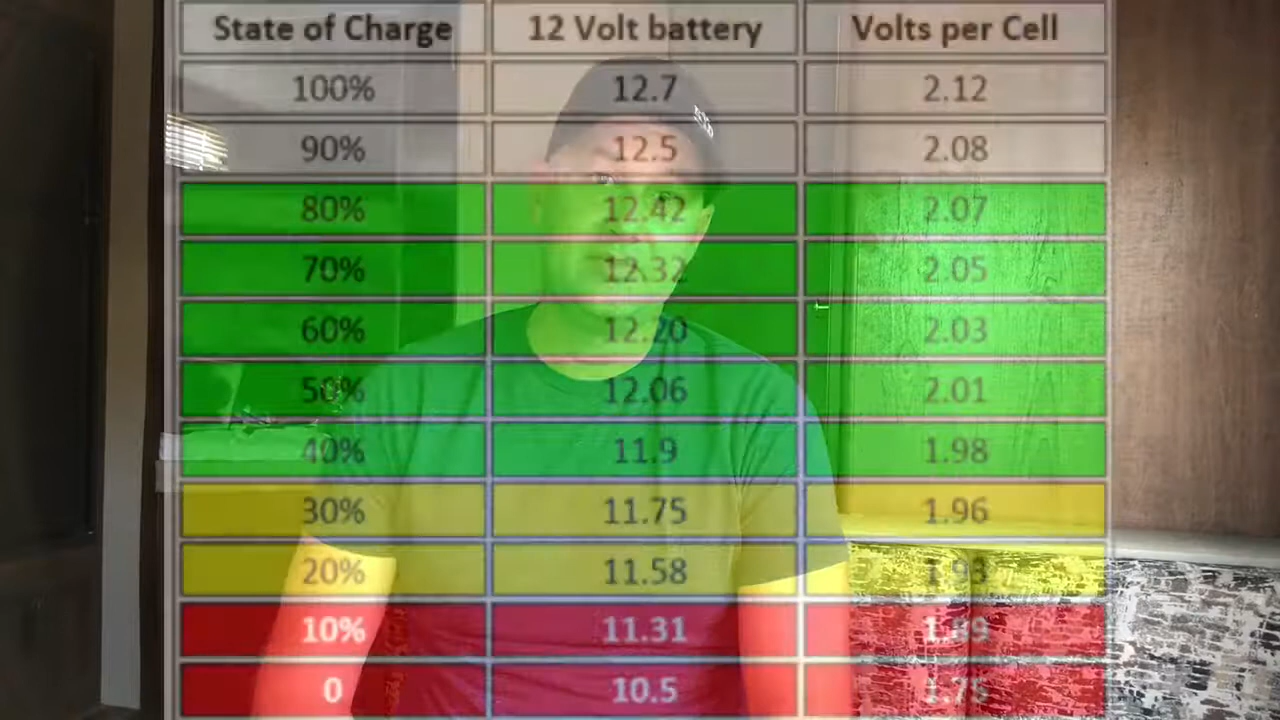 State of Charge 12 Volt battery Volts per Cell
100% 12.7 2.12
90% 12.5 2.08
80% 12.42 2.07
70% 12.32 2.05
60% 12.20 2.03
50% 12.06 2.01
40% 11.9 1.98
30% 11.75 1.96
20% 11.58 1.93
10% 11.31 1.89
0 10.5 1.75